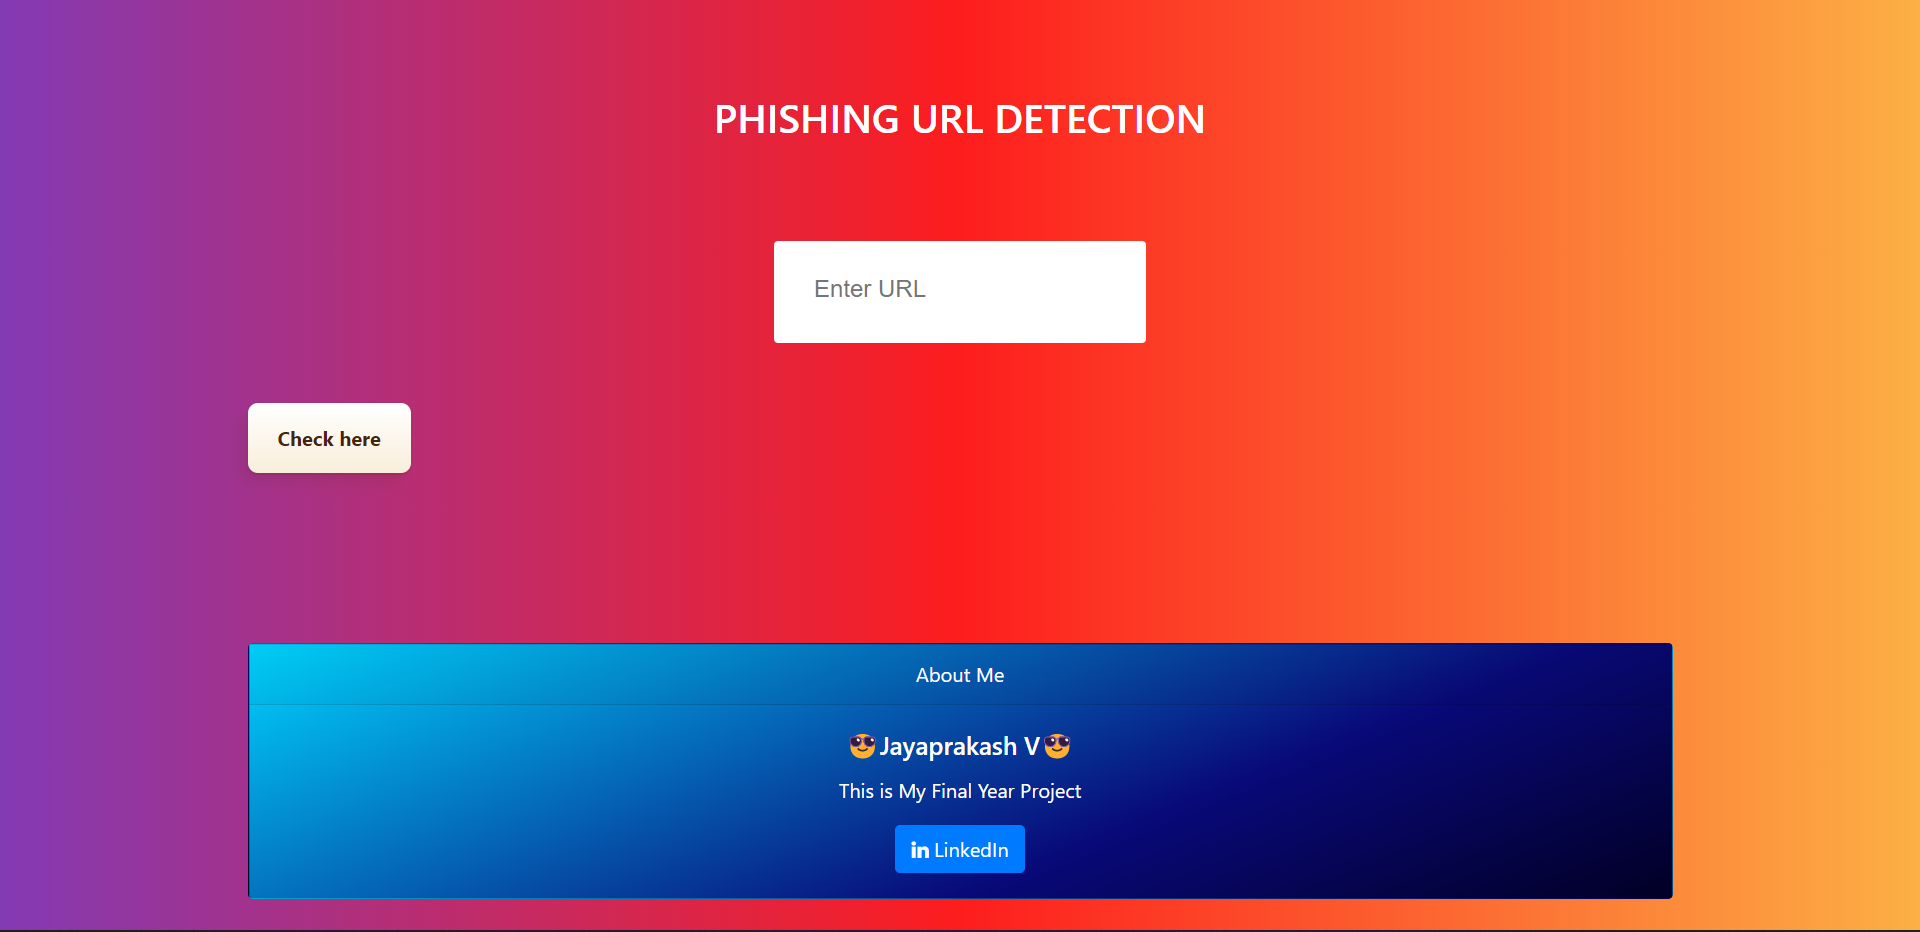 PHISHING URL DETECTION
Enter URL
Check here
About Me
😎Jayaprakash V😎
This is My Final Year Project
in LinkedIn